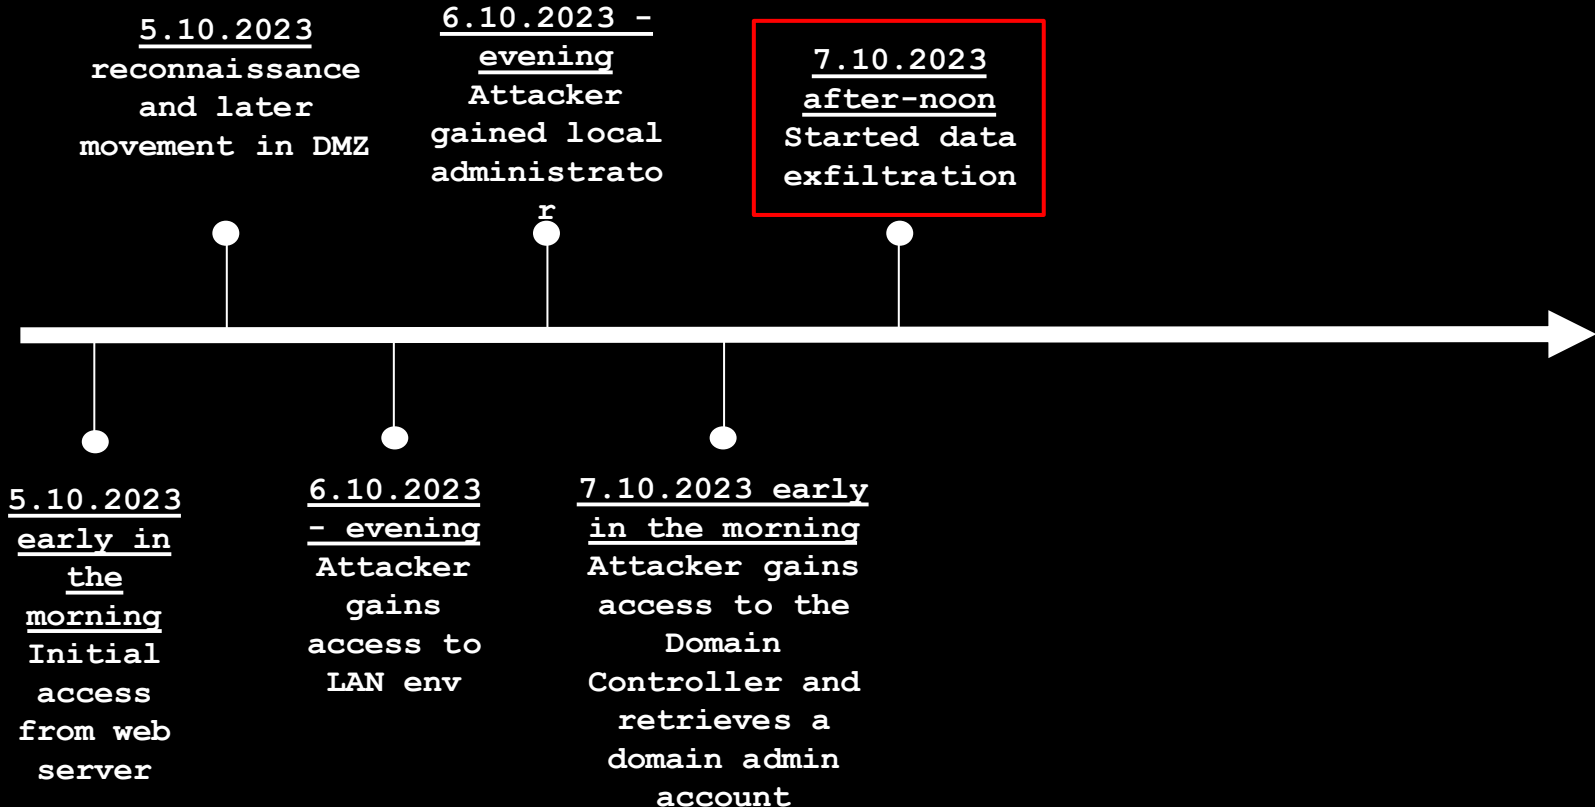 5.10.2023
reconnaissance
and later
movement in DMZ
6.10.2023 -
evening
Attacker
gained local
administrato
r
7.10.2023
after-noon
Started data
exfiltration
5.10.2023
early in
the
morning
Initial
access
from web
server
6.10.2023
- evening
Attacker
gains
access to
LAN env
7.10.2023 early
in the morning
Attacker gains
access to the
Domain
Controller and
retrieves a
domain admin
account